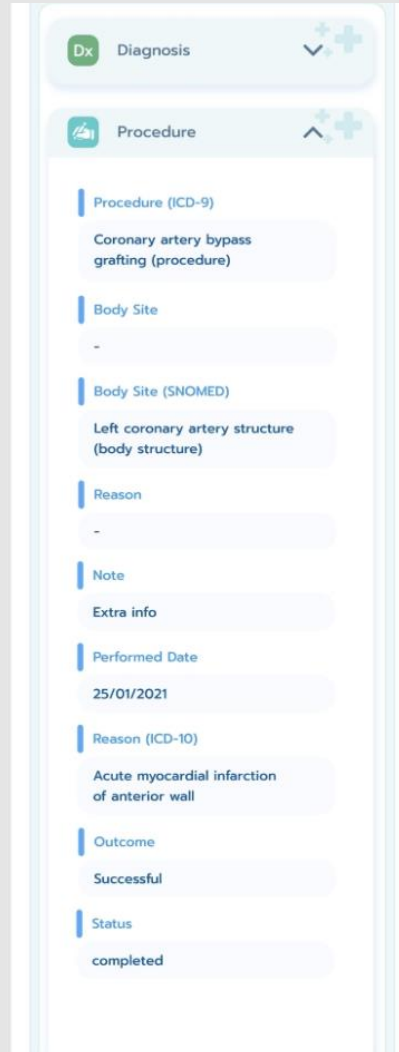 Dx Diagnosis
Procedure
Procedure (ICD-9)
Coronary artery bypass
grafting (procedure)
Body Site
-
Body Site (SNOMED)
Left coronary artery structure
(body structure)
Reason
-
Note
Extra info
Performed Date
25/01/2021
Reason (ICD-10)
Acute myocardial infarction
of anterior wall
Outcome
Successful
Status
completed